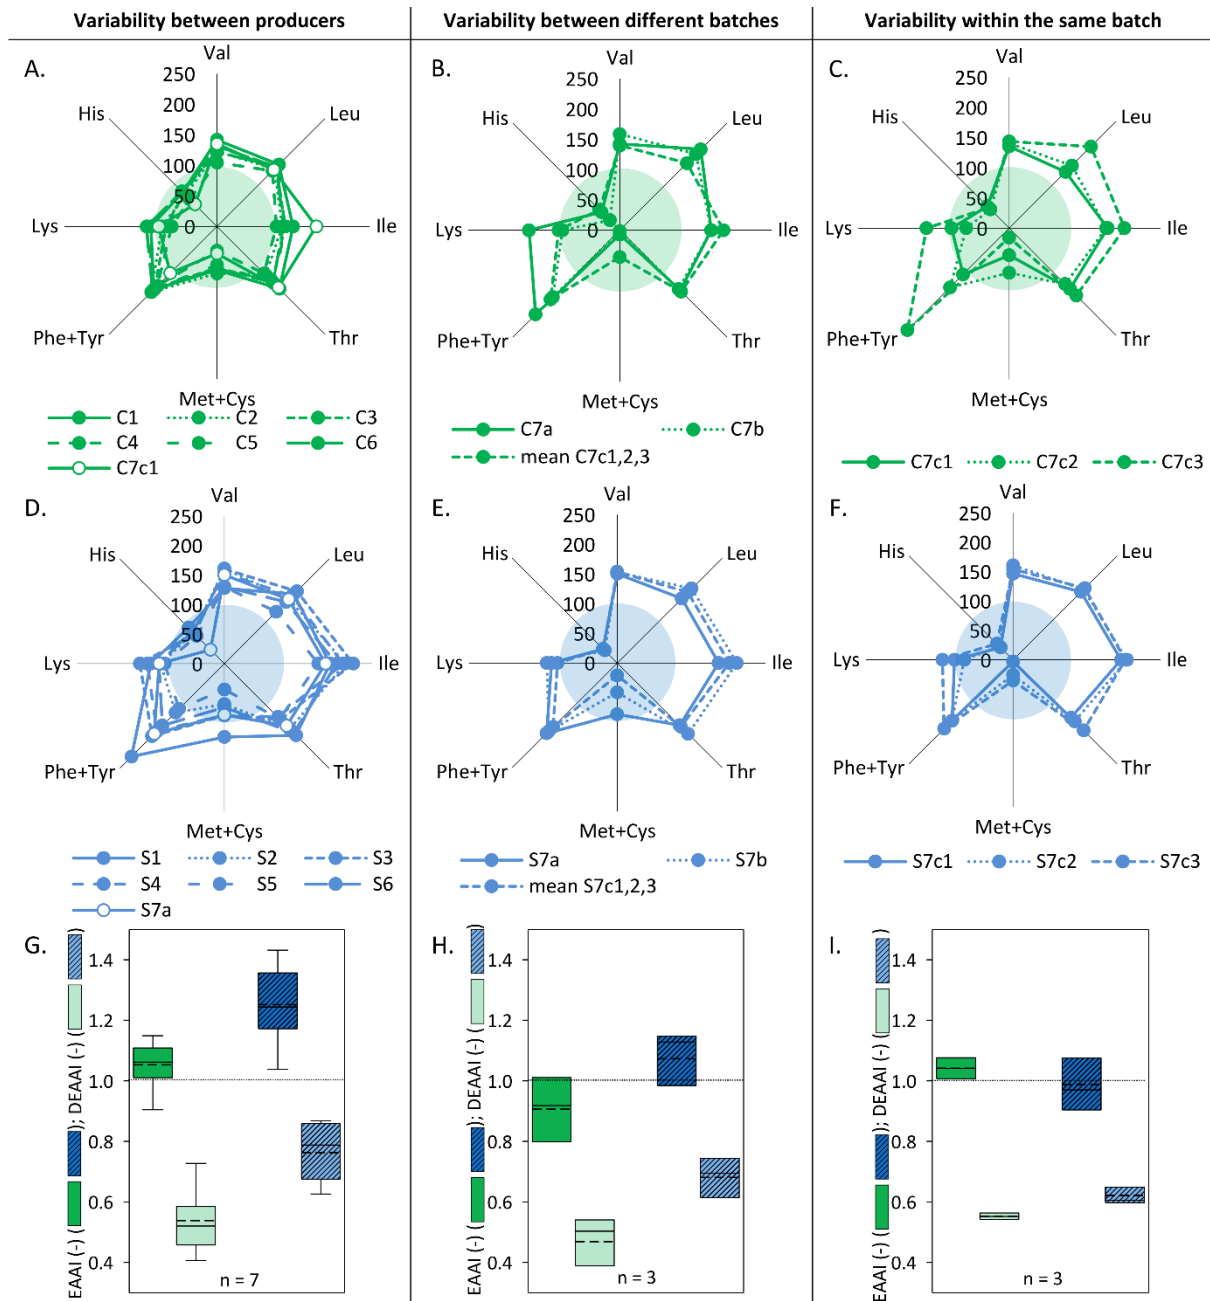 Variability between producers
Variability between different batches
Variability within the same batch
A.
Val
250
200
150
100
50
0
His
Leu
Lys
Ile
Phe+Tyr
Thr
Met+Cys
C1 C2 C3
C4 C5 C6
C7c1
B.
Val
250
200
150
100
50
0
Leu
His
Lys
Ile
Phe+Tyr
Thr
Met+Cys
C7a C7b
mean C7c1,2,3
C.
Val
250
200
150
100
50
0
His
Leu
Lys
Ile
Phe+Tyr
Thr
Met+Cys
C7c1 C7c2 C7c3
D.
Val
250
200
150
100
50
0
His
Leu
Lys
Ile
Phe+Tyr
Thr
Met+Cys
S1 S2 S3
S4 S5 S6
S7a
E.
Val
250
200
150
100
50
0
His
Leu
Lys
Ile
Phe+Tyr
Thr
Met+Cys
S7a S7b
mean S7c1,2,3
F.
Val
250
200
150
100
50
0
His
Leu
Lys
Ile
Phe+Tyr
Thr
Met+Cys
S7c1 S7c2 S7c3
G.
EAAI (-) ( ); DEAAI (-) ( )
1.4
1.2
1.0
0.8
0.6
0.4
n = 7
H.
EAAI (-) ( ); DEAAI (-) ( )
1.4
1.2
1.0
0.8
0.6
0.4
n = 3
I.
EAAI (-) ( ); DEAAI (-) ( )
1.4
1.2
1.0
0.8
0.6
0.4
n = 3